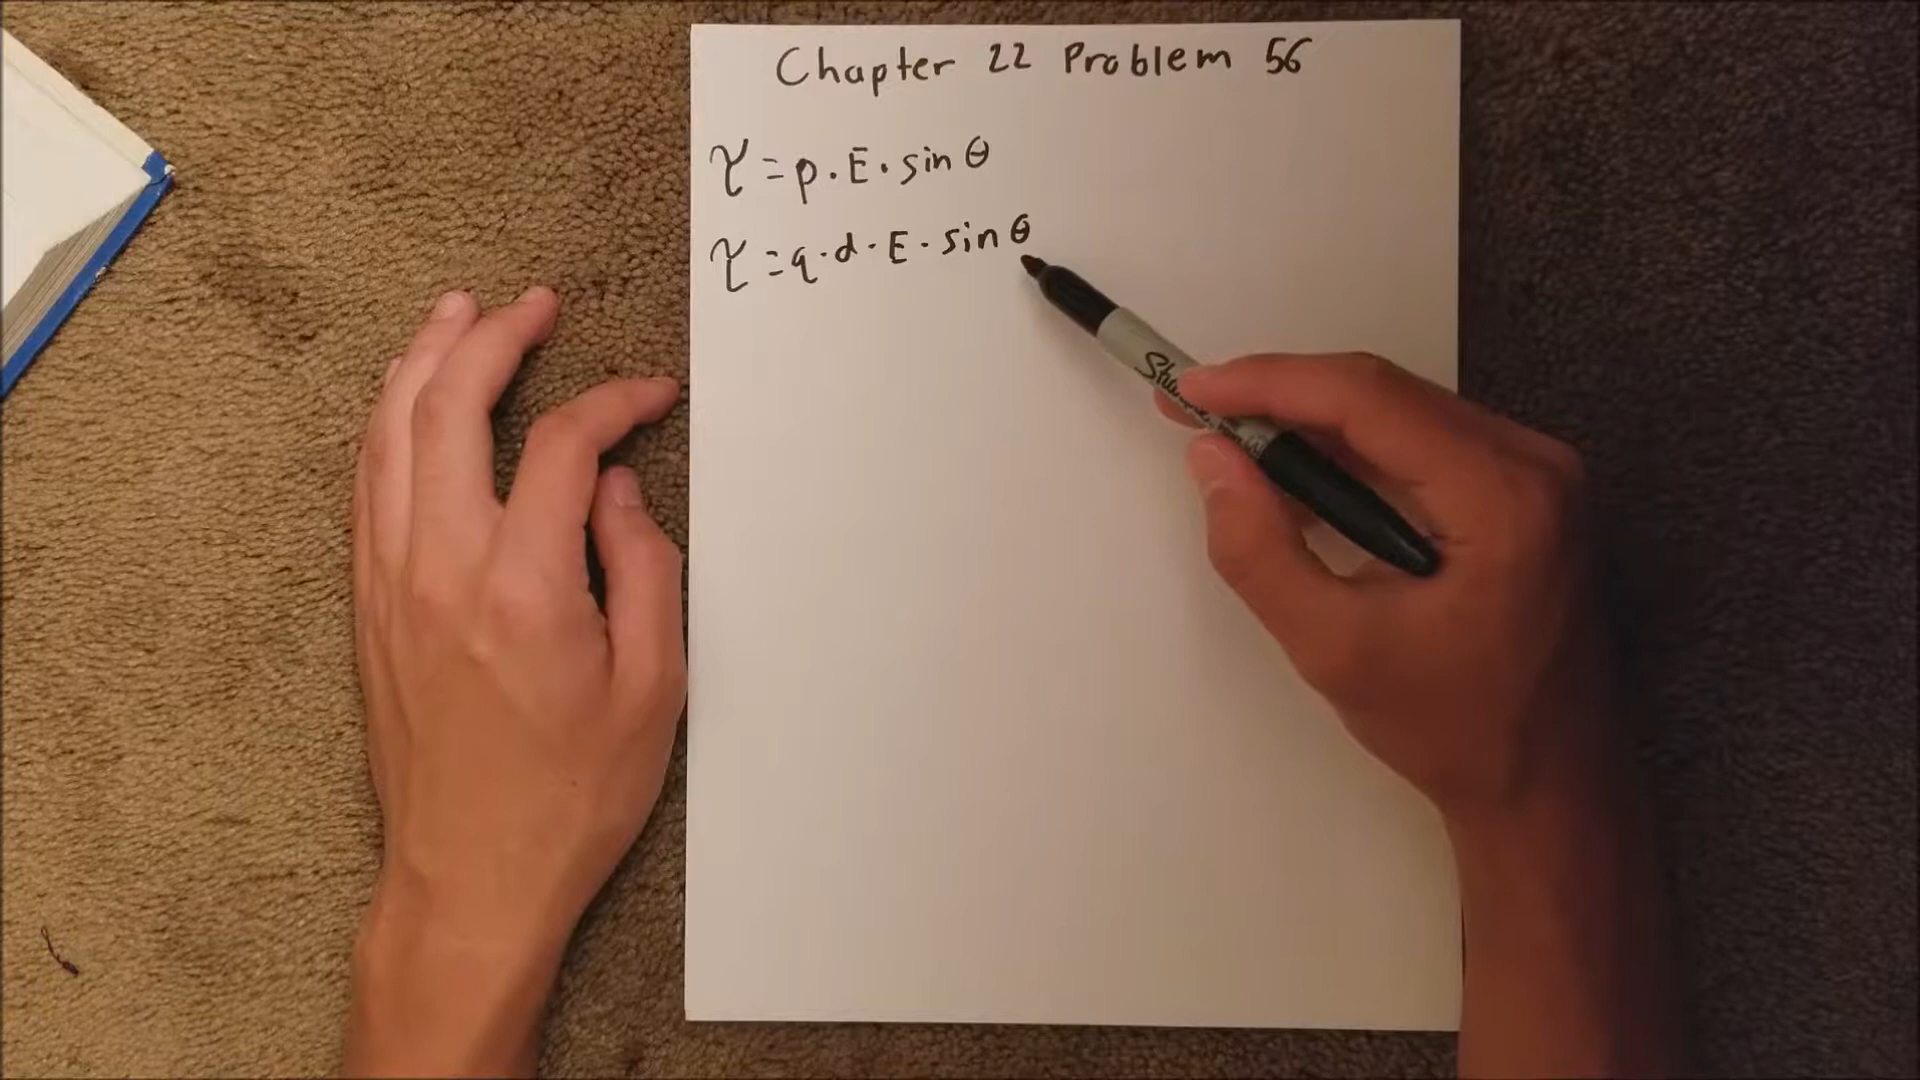 Chapter 22 Problem 56
τ = p · E · sin θ
τ = q · d · E · sin θ